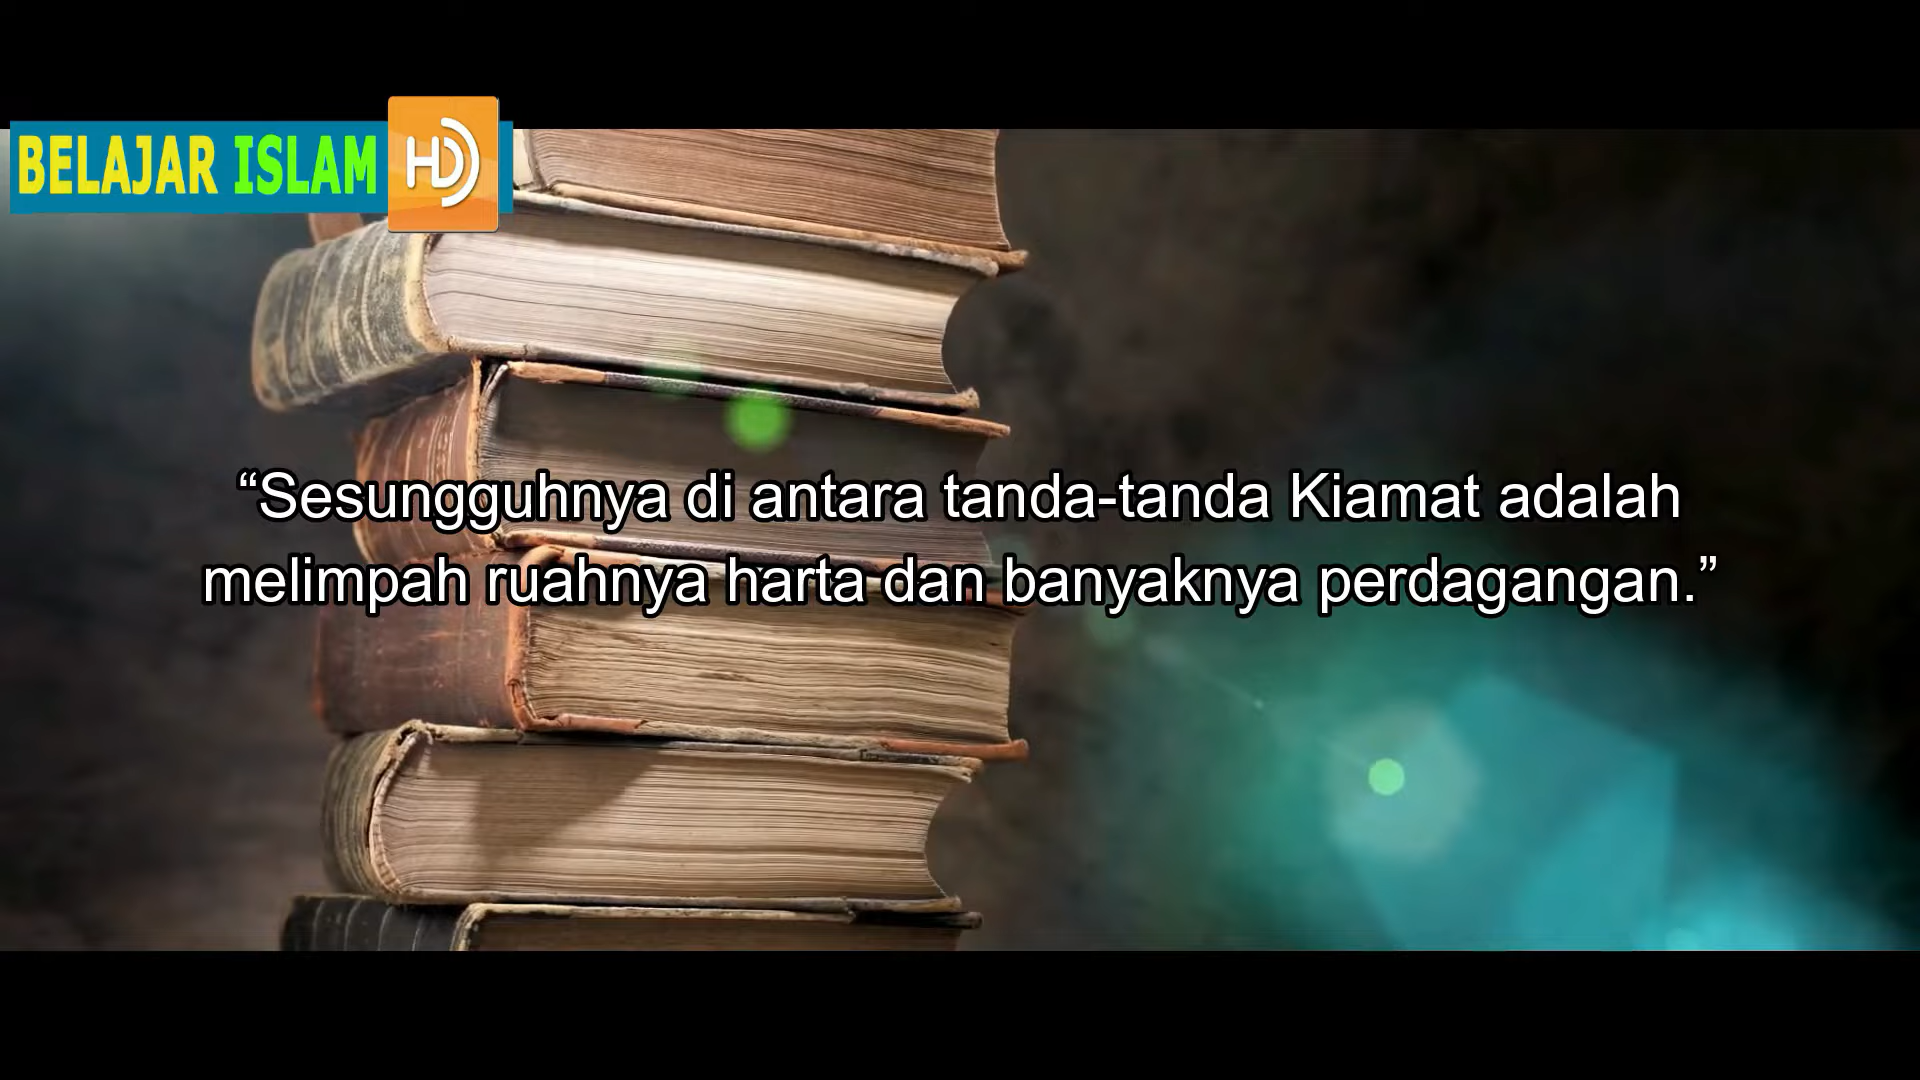 BELAJAR ISLAM HD
“Sesungguhnya di antara tanda-tanda Kiamat adalah
melimpah ruahnya harta dan banyaknya perdagangan.”